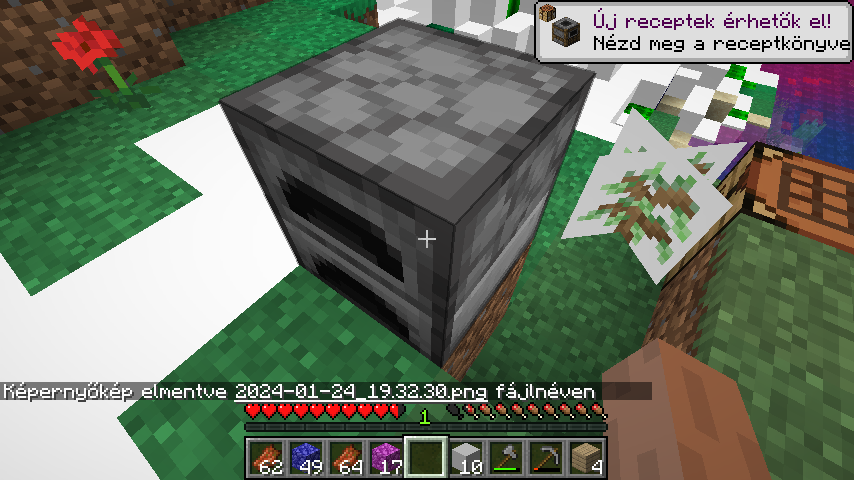 Új receptek érhetők el!
Nézd meg a receptkönyve
Képernyőkép elmentve 2024-01-24_19.32.30.png fájlnéven
1
62 49 64 17 10 4